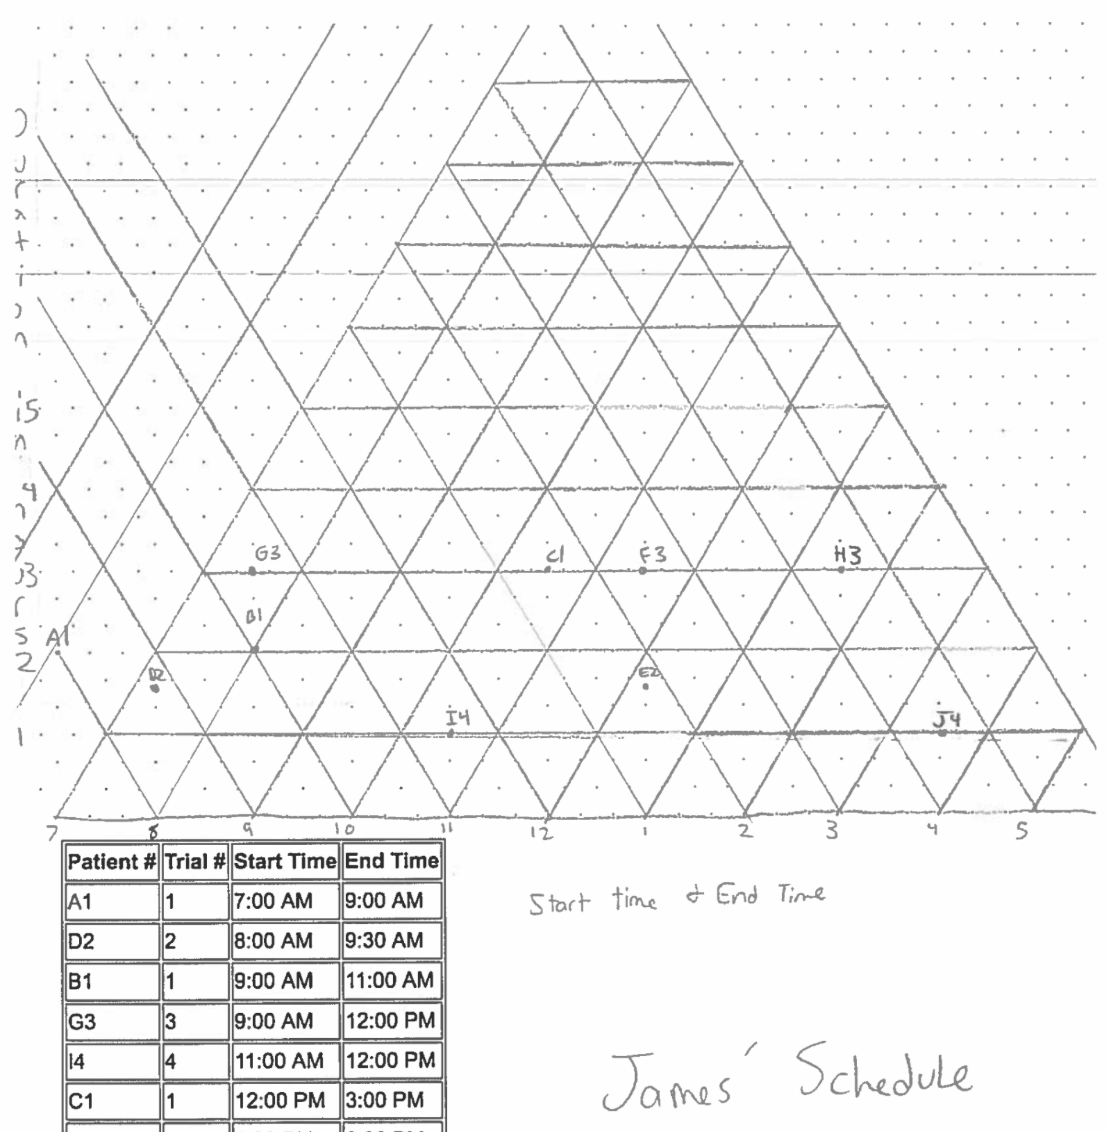 Duration
in
hours
5
4
3
2
1
G3
C1
F3
H3
B1
A1
D2
E2
I4
J4
7 8 9 10 11 12 1 2 3 4 5
Patient # Trial # Start Time End Time
A1 1 7:00 AM 9:00 AM
D2 2 8:00 AM 9:30 AM
B1 1 9:00 AM 11:00 AM
G3 3 9:00 AM 12:00 PM
I4 4 11:00 AM 12:00 PM
C1 1 12:00 PM 3:00 PM
Start time & End Time
James' Schedule